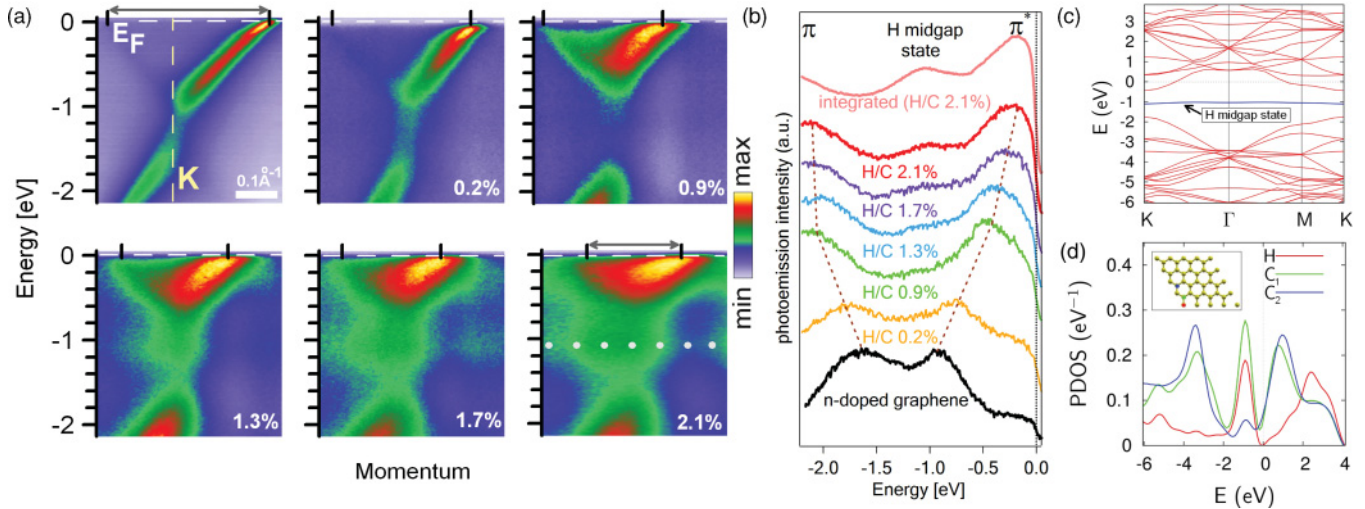 (a)
0
E_F
-1
K
-2
0.1Å⁻¹
0.2%
0.9%
Energy [eV]
0
-1
-2
1.3%
1.7%
2.1%
Momentum
max
min
(b)
π
H midgap
state
π*
integrated (H/C 2.1%)
H/C 2.1%
H/C 1.7%
H/C 1.3%
H/C 0.9%
H/C 0.2%
n-doped graphene
photoemission intensity (a.u.)
-2.0 -1.5 -1.0 -0.5 0.0
Energy [eV]
(c)
3
2
1
0
-1
-2
-3
-4
-5
-6
E (eV)
H midgap state
K Γ M K
(d)
0.4
0.3
0.2
0.1
0
PDOS (eV⁻¹)
H
C₁
C₂
-6 -4 -2 0 2 4
E (eV)